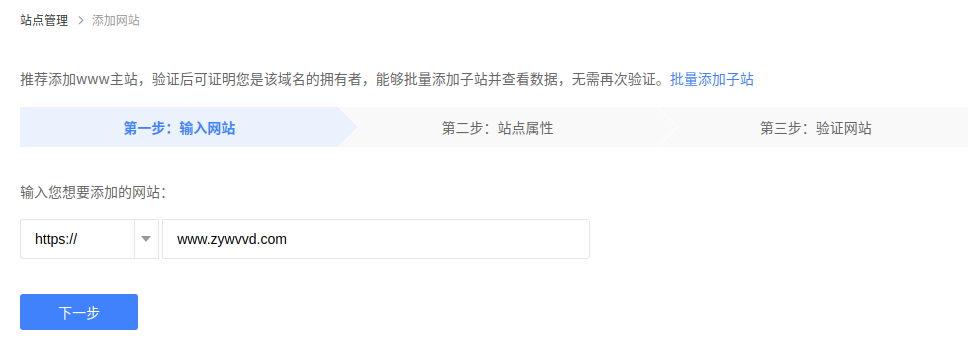 站点管理 > 添加网站
推荐添加www主站，验证后可证明您是该域名的拥有者，能够批量添加子站并查看数据，无需再次验证。批量添加子站
第一步：输入网站 第二步：站点属性 第三步：验证网站
输入您想要添加的网站：
https:// www.zywvvd.com
下一步